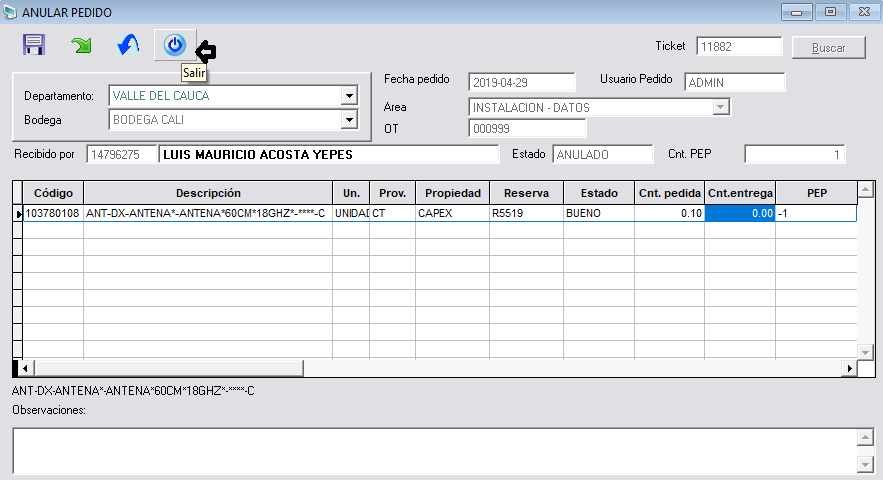 ANULAR PEDIDO
Ticket 11882 Buscar
Salir
Departamento: VALLE DEL CAUCA
Bodega BODEGA CALI
Fecha pedido 2019-04-29 Usuario Pedido ADMIN
Area INSTALACION - DATOS
OT 000999
Recibido por 14796275 LUIS MAURICIO ACOSTA YEPES Estado ANULADO Cnt. PEP 1
Código Descripción Un. Prov. Propiedad Reserva Estado Cnt. pedida Cnt.entrega PEP
103780108 ANT-DX-ANTENA*-ANTENA*60CM*18GHZ*-****-C UNIDAD CT CAPEX R5519 BUENO 0.10 0.00 -1
ANT-DX-ANTENA*-ANTENA*60CM*18GHZ*-****-C
Observaciones: